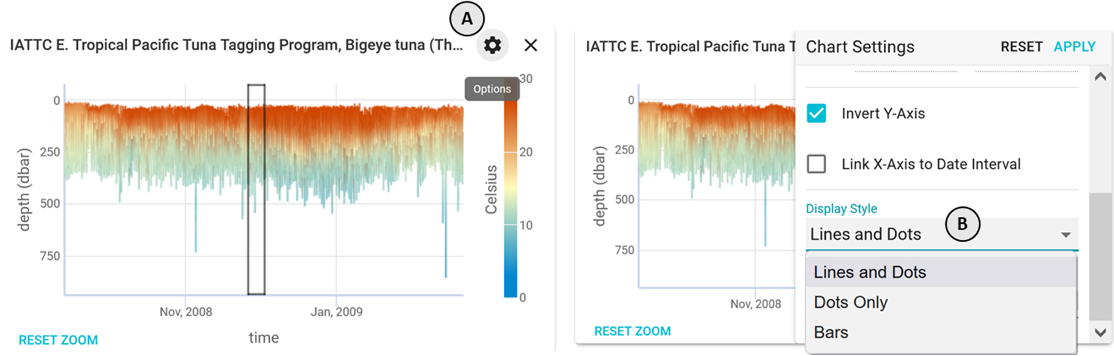 A
IATTC E. Tropical Pacific Tuna Tagging Program, Bigeye tuna (Th...
Options
0
250
500
750
depth (dbar)
Nov, 2008
Jan, 2009
time
30
20
10
0
Celsius
RESET ZOOM
IATTC E. Tropical Pacific Tuna T
0
250
500
750
depth (dbar)
Nov, 2008
RESET ZOOM
Chart Settings
RESET
APPLY
Invert Y-Axis
Link X-Axis to Date Interval
Display Style
Lines and Dots
B
Lines and Dots
Dots Only
Bars